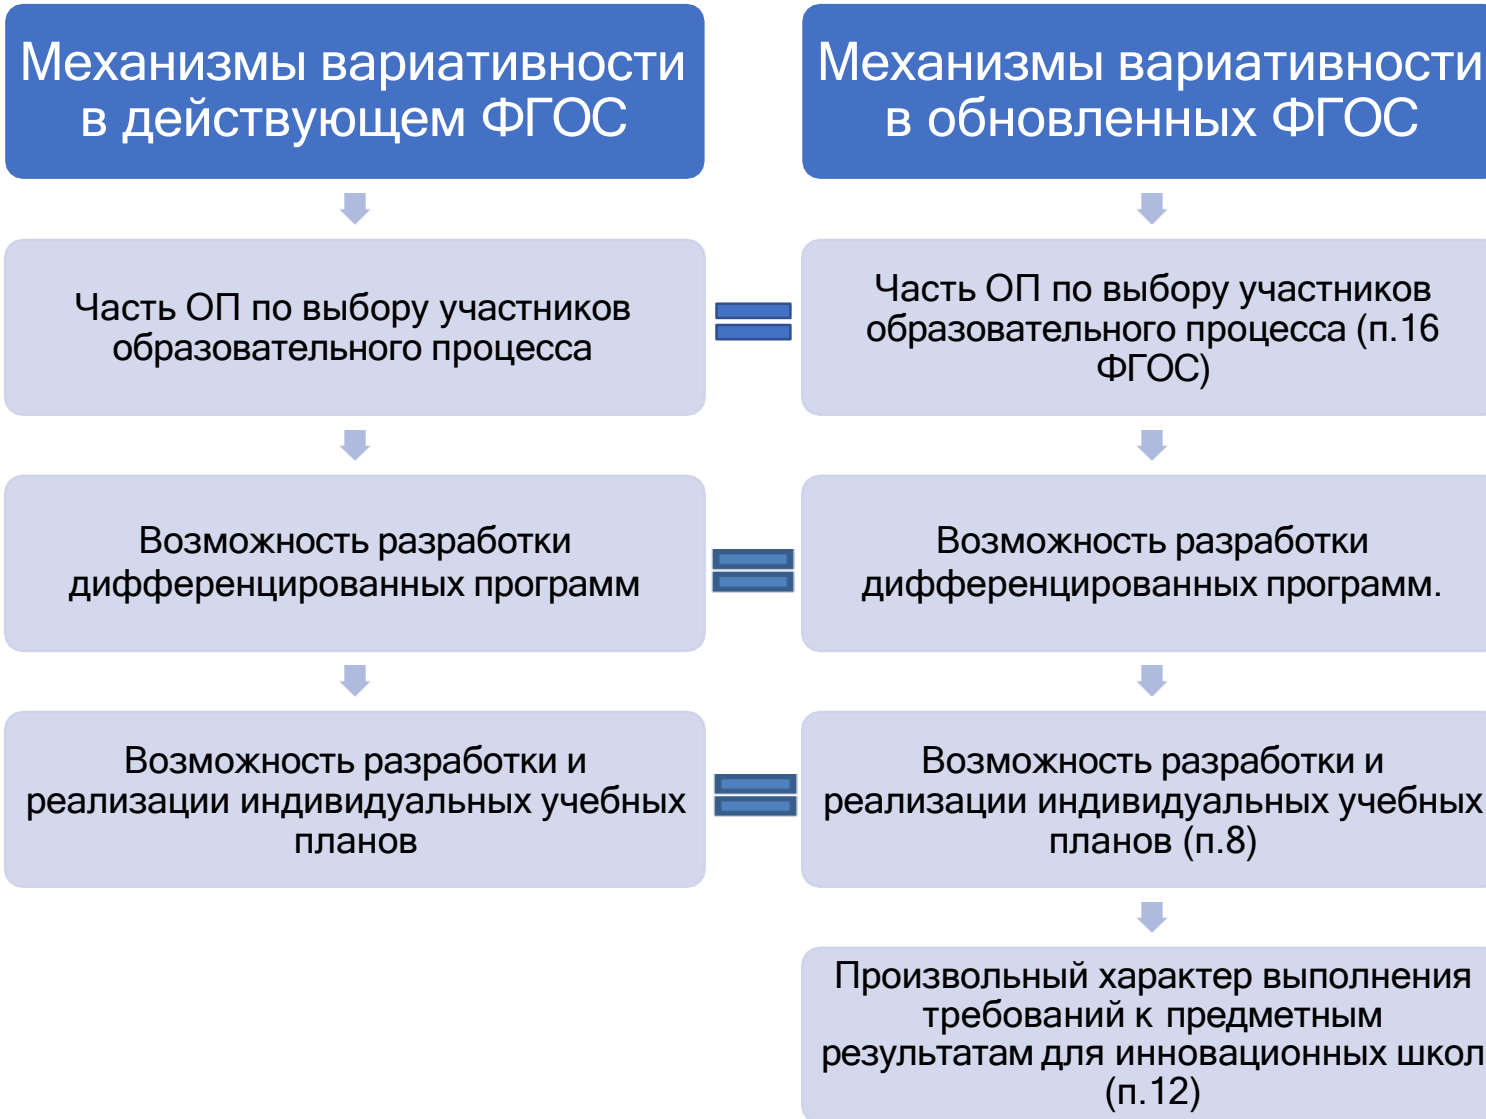 Механизмы вариативности
в действующем ФГОС
Часть ОП по выбору участников
образовательного процесса
Возможность разработки
дифференцированных программ
Возможность разработки и
реализации индивидуальных учебных
планов
Механизмы вариативности
в обновленных ФГОС
Часть ОП по выбору участников
образовательного процесса (п.16
ФГОС)
Возможность разработки
дифференцированных программ.
Возможность разработки и
реализации индивидуальных учебных
планов (п.8)
Произвольный характер выполнения
требований к предметным
результатам для инновационных школ
(п.12)